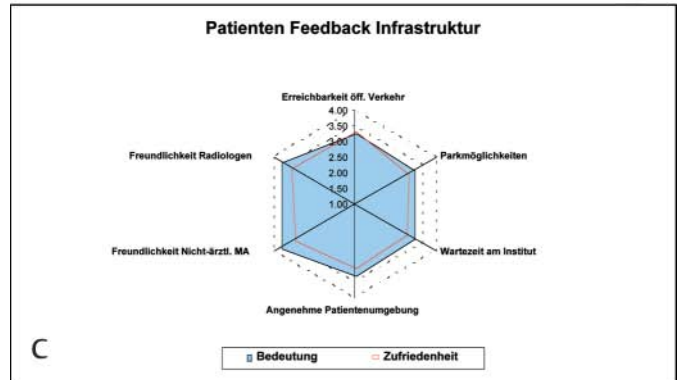 Patienten Feedback Infrastruktur
Erreichbarkeit öff. Verkehr
4.00
3.50
Freundlichkeit Radiologen
3.00
Parkmöglichkeiten
2.50
2.00
1.50
1.00
Freundlichkeit Nicht-ärztl. MA
Wartezeit am Institut
Angenehme Patientenumgebung
C
Bedeutung
Zufriedenheit